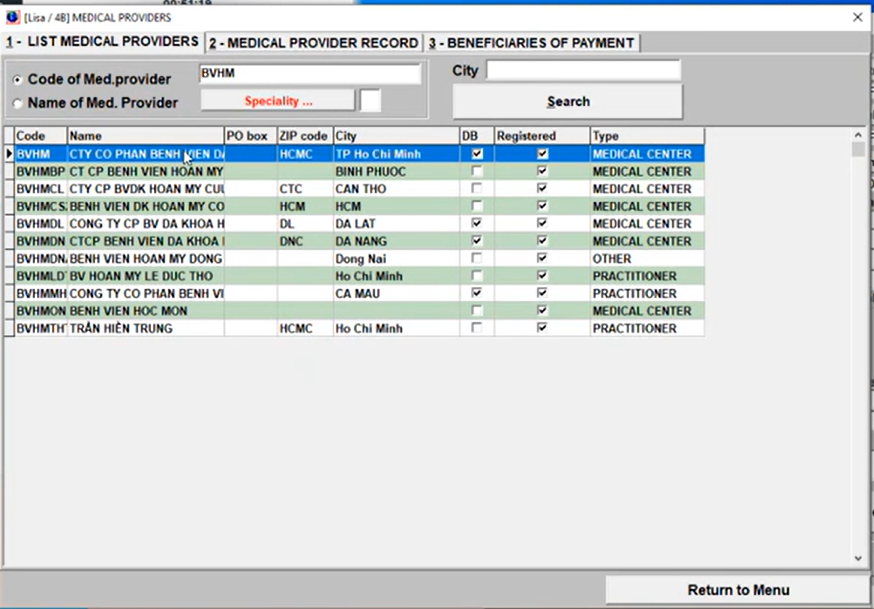 [Lisa / 4B] MEDICAL PROVIDERS
1 - LIST MEDICAL PROVIDERS 2 - MEDICAL PROVIDER RECORD 3 - BENEFICIARIES OF PAYMENT
Code of Med.provider BVHM City
Name of Med. Provider Speciality ... Search
Code Name PO box ZIP code City DB Registered Type
BVHM CTY CO PHAN BENH VIEN HCMC TP Ho Chi Minh MEDICAL CENTER
BVHMBP CT CP BENH VIEN HOAN MY BINH PHUOC MEDICAL CENTER
BVHMCL CTY CP BVDK HOAN MY CTC CAN THO MEDICAL CENTER
BENH VIEN DK HOAN MY CO HCM HCM MEDICAL CENTER
BVHMDL CONG TY CP BV DA KHOA H DL DA LAT MEDICAL CENTER
BVHMDN CTCP BENH VIEN DA KHOA DNC DA NANG MEDICAL CENTER
BENH VIEN HOAN MY DONG Dong Nai OTHER
BV HOAN MY LE DUC THO Ho Chi Minh PRACTITIONER
BVHMMH CONG TY CO PHAN BENH VI CA MAU PRACTITIONER
BVHMON BENH VIEN HOC MON MEDICAL CENTER
TRẦN HIỀN TRUNG HCMC Ho Chi Minh PRACTITIONER
Return to Menu